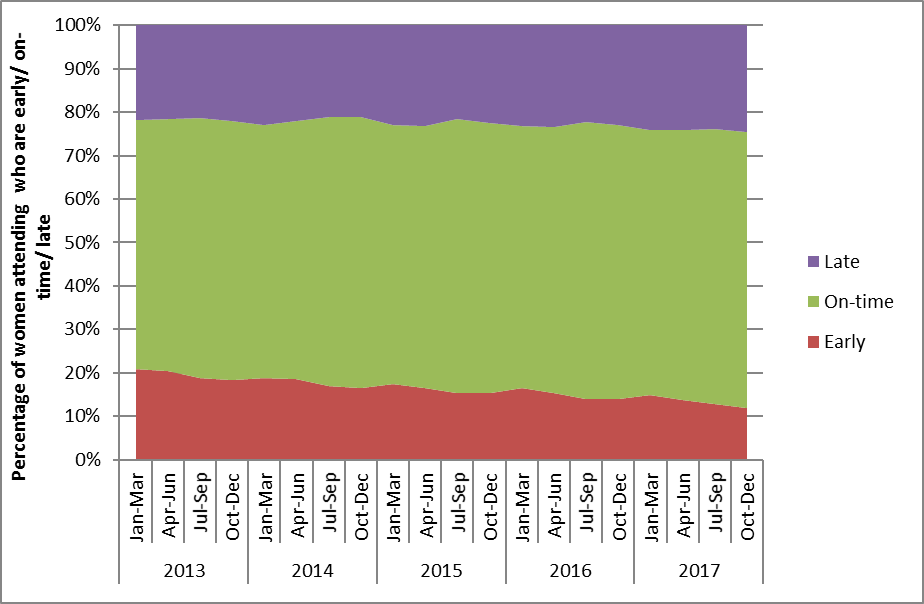 Percentage of women attending  who are early/ on-
time/ late
100%
90%
80%
70%
60%
50%
40%
30%
20%
10%
0%
Late
On-time
Early
Jan-Mar Apr-Jun Jul-Sep Oct-Dec Jan-Mar Apr-Jun Jul-Sep Oct-Dec Jan-Mar Apr-Jun Jul-Sep Oct-Dec Jan-Mar Apr-Jun Jul-Sep Oct-Dec Jan-Mar Apr-Jun Jul-Sep Oct-Dec
2013 2014 2015 2016 2017